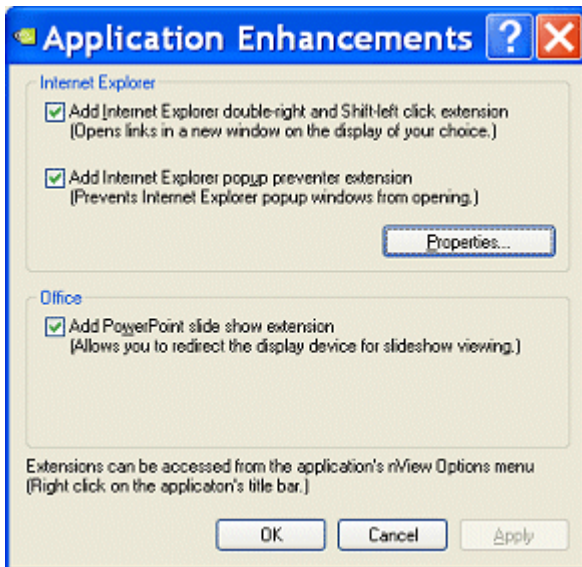 Application Enhancements
Internet Explorer
Add Internet Explorer double-right and Shift-left click extension
(Opens links in a new window on the display of your choice.)
Add Internet Explorer popup preventer extension
(Prevents Internet Explorer popup windows from opening.)
Properties...
Office
Add PowerPoint slide show extension
(Allows you to redirect the display device for slideshow viewing.)
Extensions can be accessed from the application's nView Options menu
(Right click on the applicaton's title bar.)
OK Cancel Apply